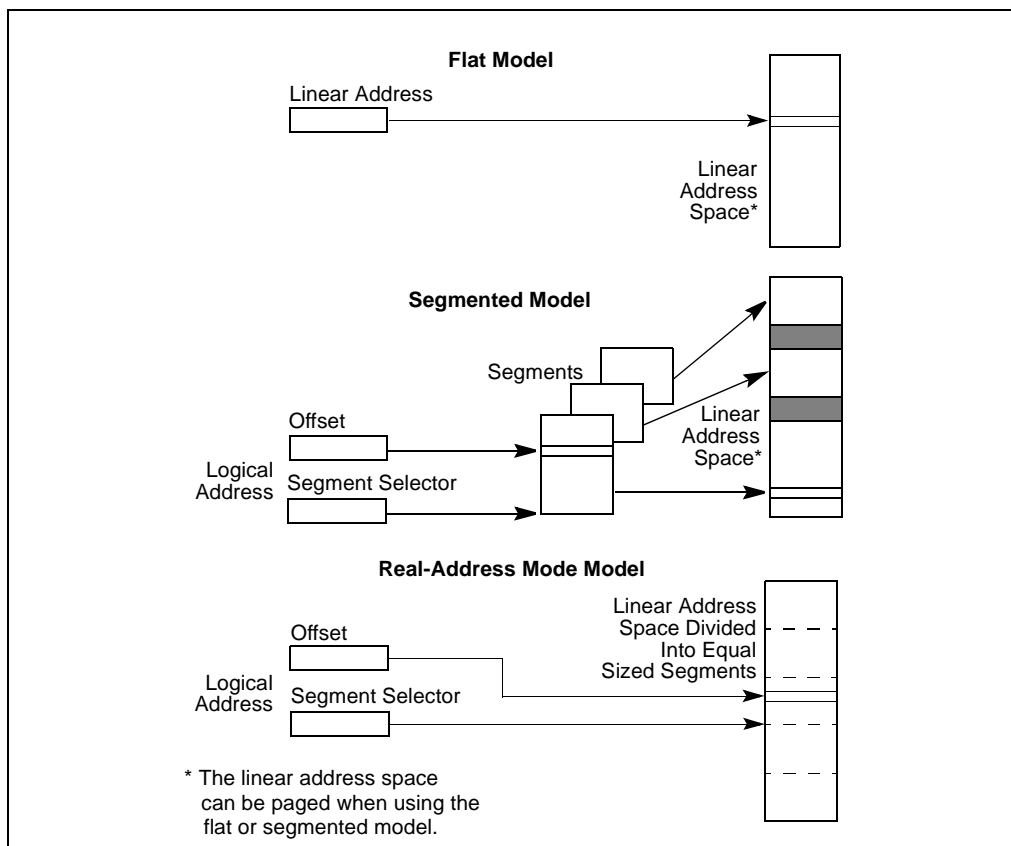 Flat Model
Linear Address
Linear
Address
Space*
Segmented Model
Segments
Offset
Logical
Address
Segment Selector
Linear
Address
Space*
Real-Address Mode Model
Linear Address
Space Divided
Into Equal
Sized Segments
Offset
Logical
Address
Segment Selector
* The linear address space
can be paged when using the
flat or segmented model.